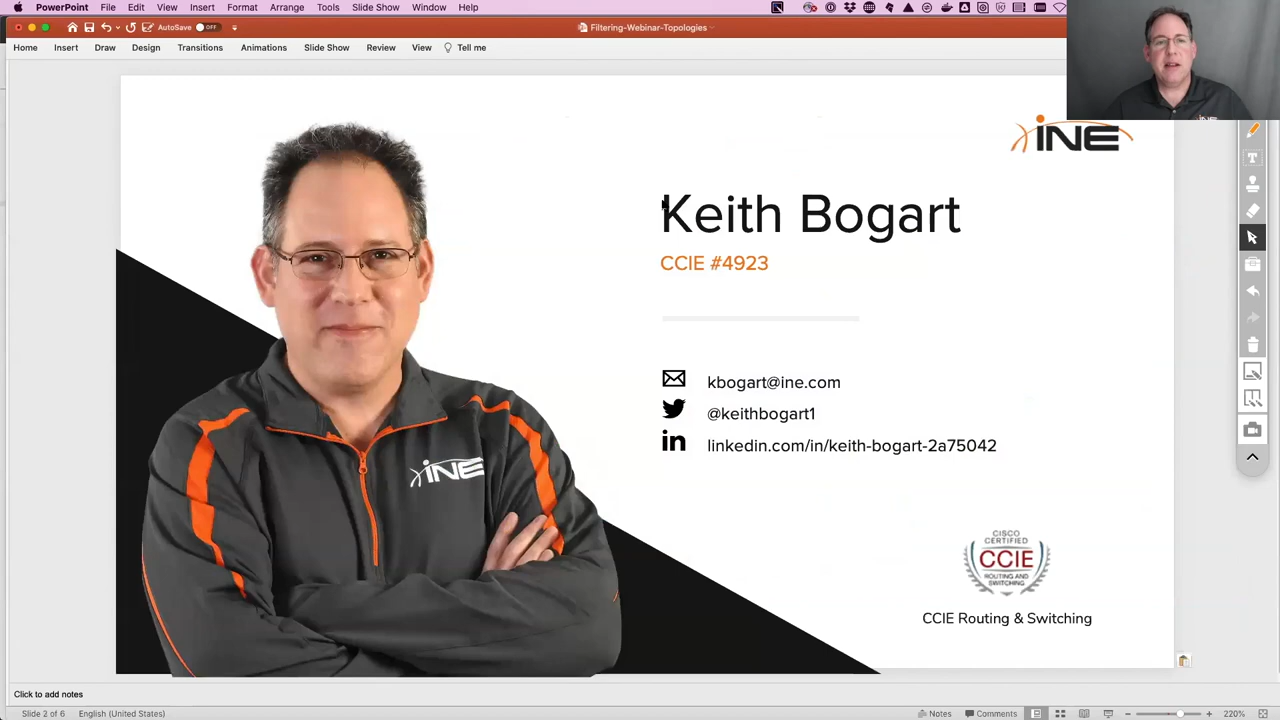 PowerPoint File Edit View Insert Format Arrange Tools Slide Show Window Help
AutoSave OFF
Filtering-Webinar-Topologies
Home Insert Draw Design Transitions Animations Slide Show Review View Tell me
iNE
Keith Bogart
CCIE #4923
kbogart@ine.com
@keithbogart1
linkedin.com/in/keith-bogart-2a75042
iNE
CISCO
CERTIFIED
CCIE
ROUTING AND
SWITCHING
CCIE Routing & Switching
Click to add notes
Slide 2 of 6 English (United States) Notes Comments 220%